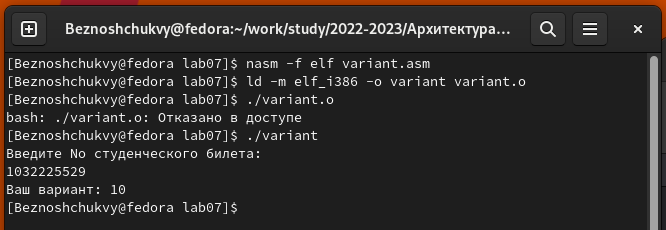 Beznoshchukvy@fedora:~/work/study/2022-2023/Архитектура...
[Beznoshchukvy@fedora lab07]$ nasm -f elf variant.asm
[Beznoshchukvy@fedora lab07]$ ld -m elf_i386 -o variant variant.o
[Beznoshchukvy@fedora lab07]$ ./variant.o
bash: ./variant.o: Отказано в доступе
[Beznoshchukvy@fedora lab07]$ ./variant
Введите No студенческого билета:
1032225529
Ваш вариант: 10
[Beznoshchukvy@fedora lab07]$